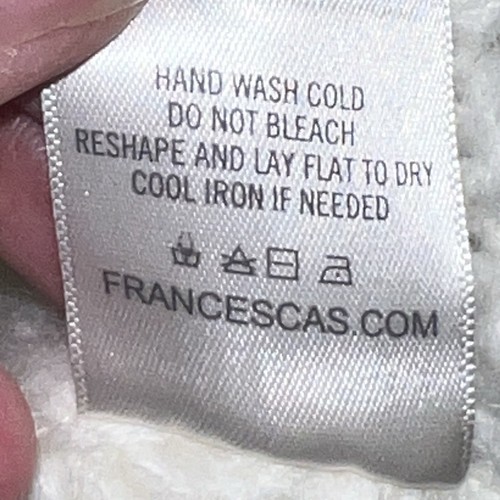 HAND WASH COLD
DO NOT BLEACH
RESHAPE AND LAY FLAT TO DRY
COOL IRON IF NEEDED
FRANCESCAS.COM